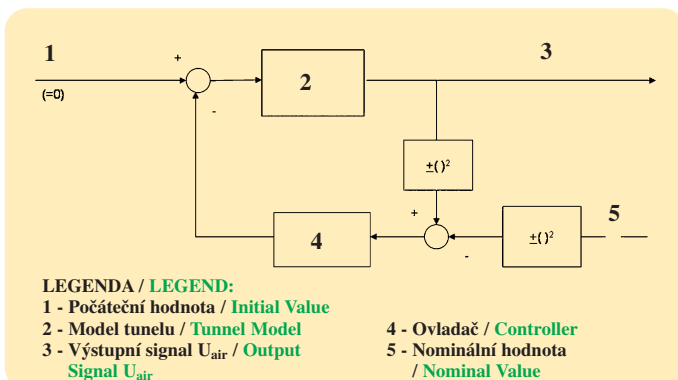 1
+
3
(=0)
2
-
±( )²
+
5
4
±( )²
-
LEGENDA / LEGEND:
1 - Počáteční hodnota / Initial Value
2 - Model tunelu / Tunnel Model
3 - Výstupní signal Uair / Output
Signal Uair
4 - Ovladač / Controller
5 - Nominální hodnota
/ Nominal Value